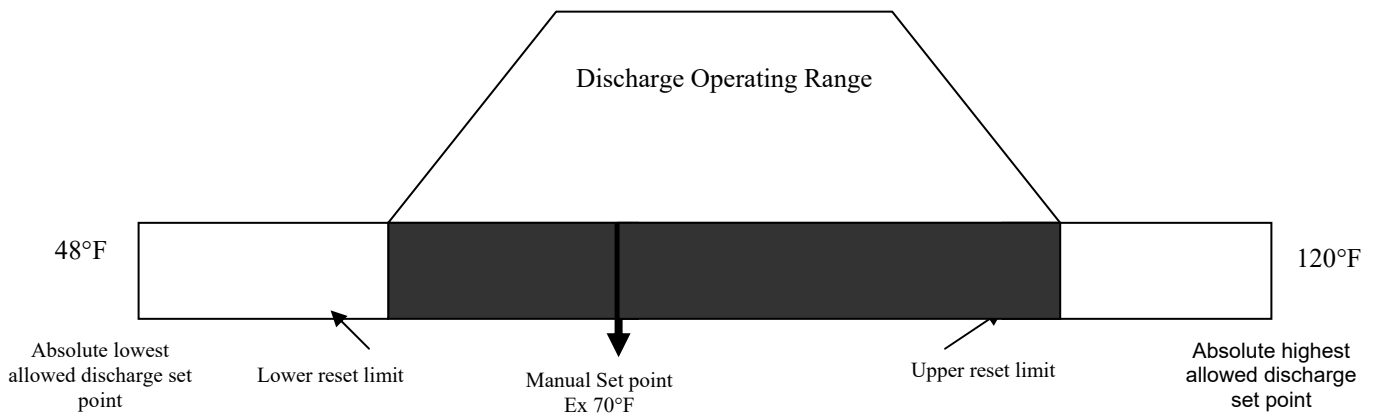 Discharge Operating Range
48°F
120°F
Absolute lowest
allowed discharge set
point
Lower reset limit
Manual Set point
Ex 70°F
Upper reset limit
Absolute highest
allowed discharge
set point